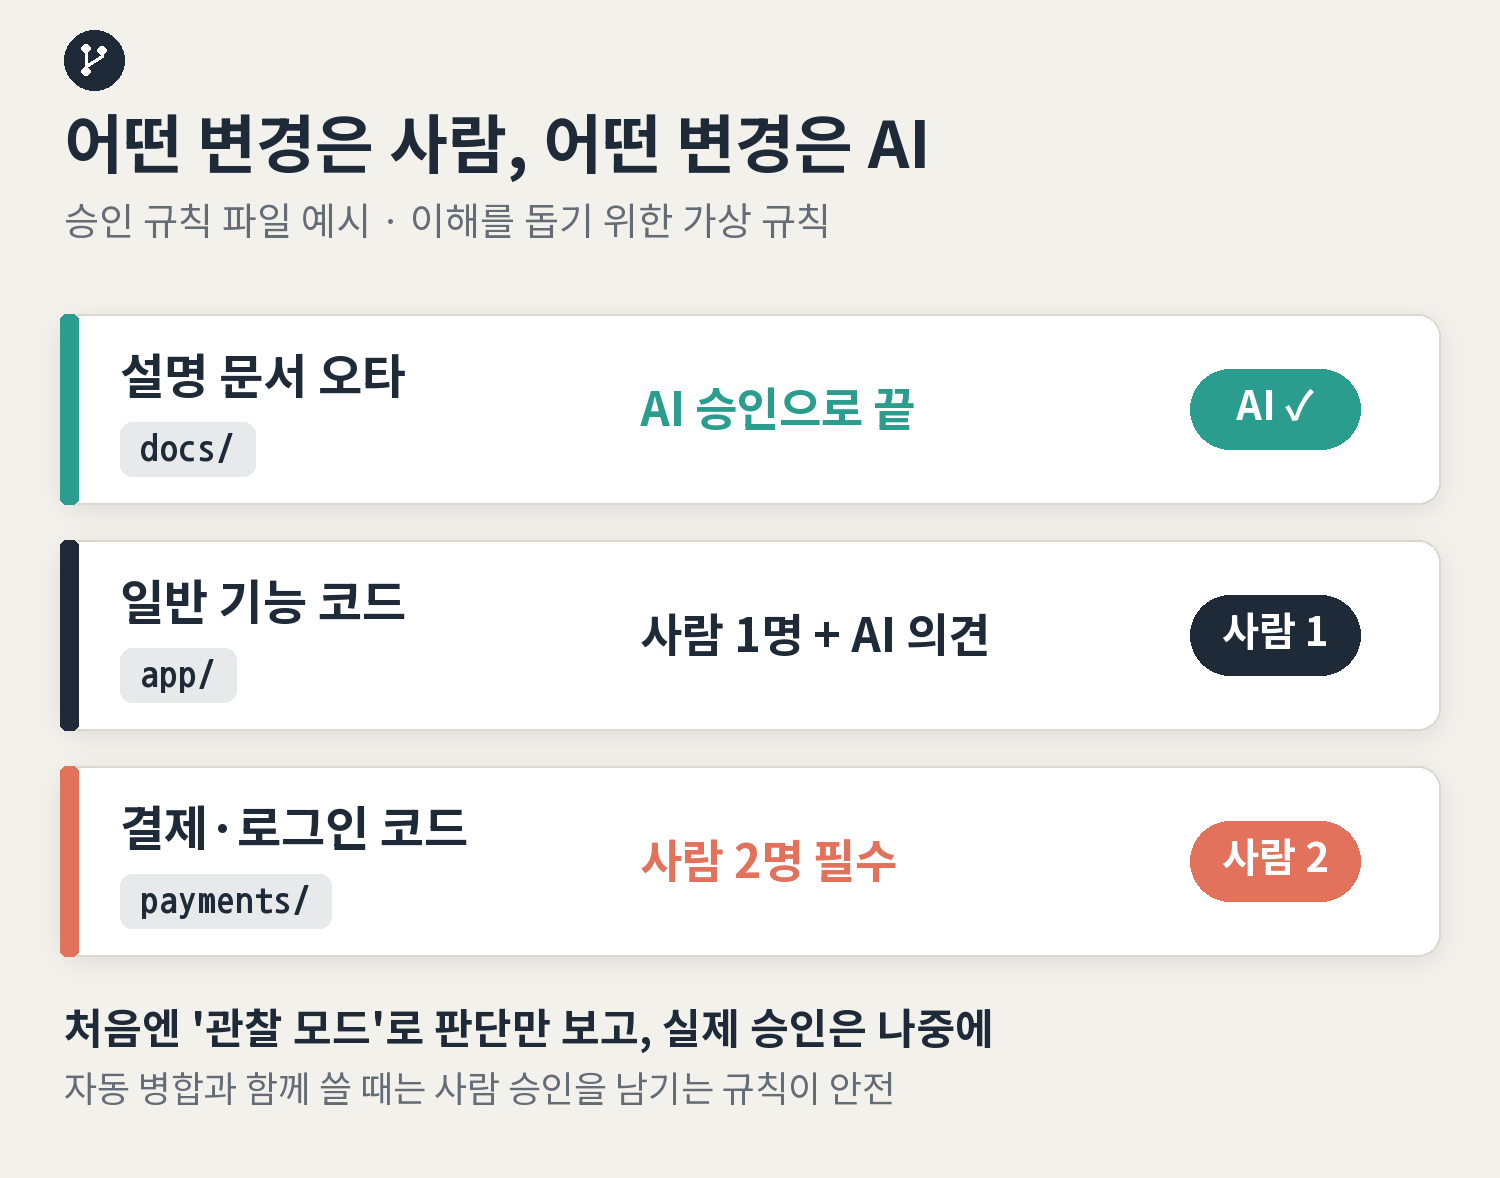 어떤 변경은 사람, 어떤 변경은 AI
승인 규칙 파일 예시 · 이해를 돕기 위한 가상 규칙
설명 문서 오타
docs/
AI 승인으로 끝
AI ✓
일반 기능 코드
app/
사람 1명 + AI 의견
사람 1
결제·로그인 코드
payments/
사람 2명 필수
사람 2
처음엔 '관찰 모드'로 판단만 보고, 실제 승인은 나중에
자동 병합과 함께 쓸 때는 사람 승인을 남기는 규칙이 안전